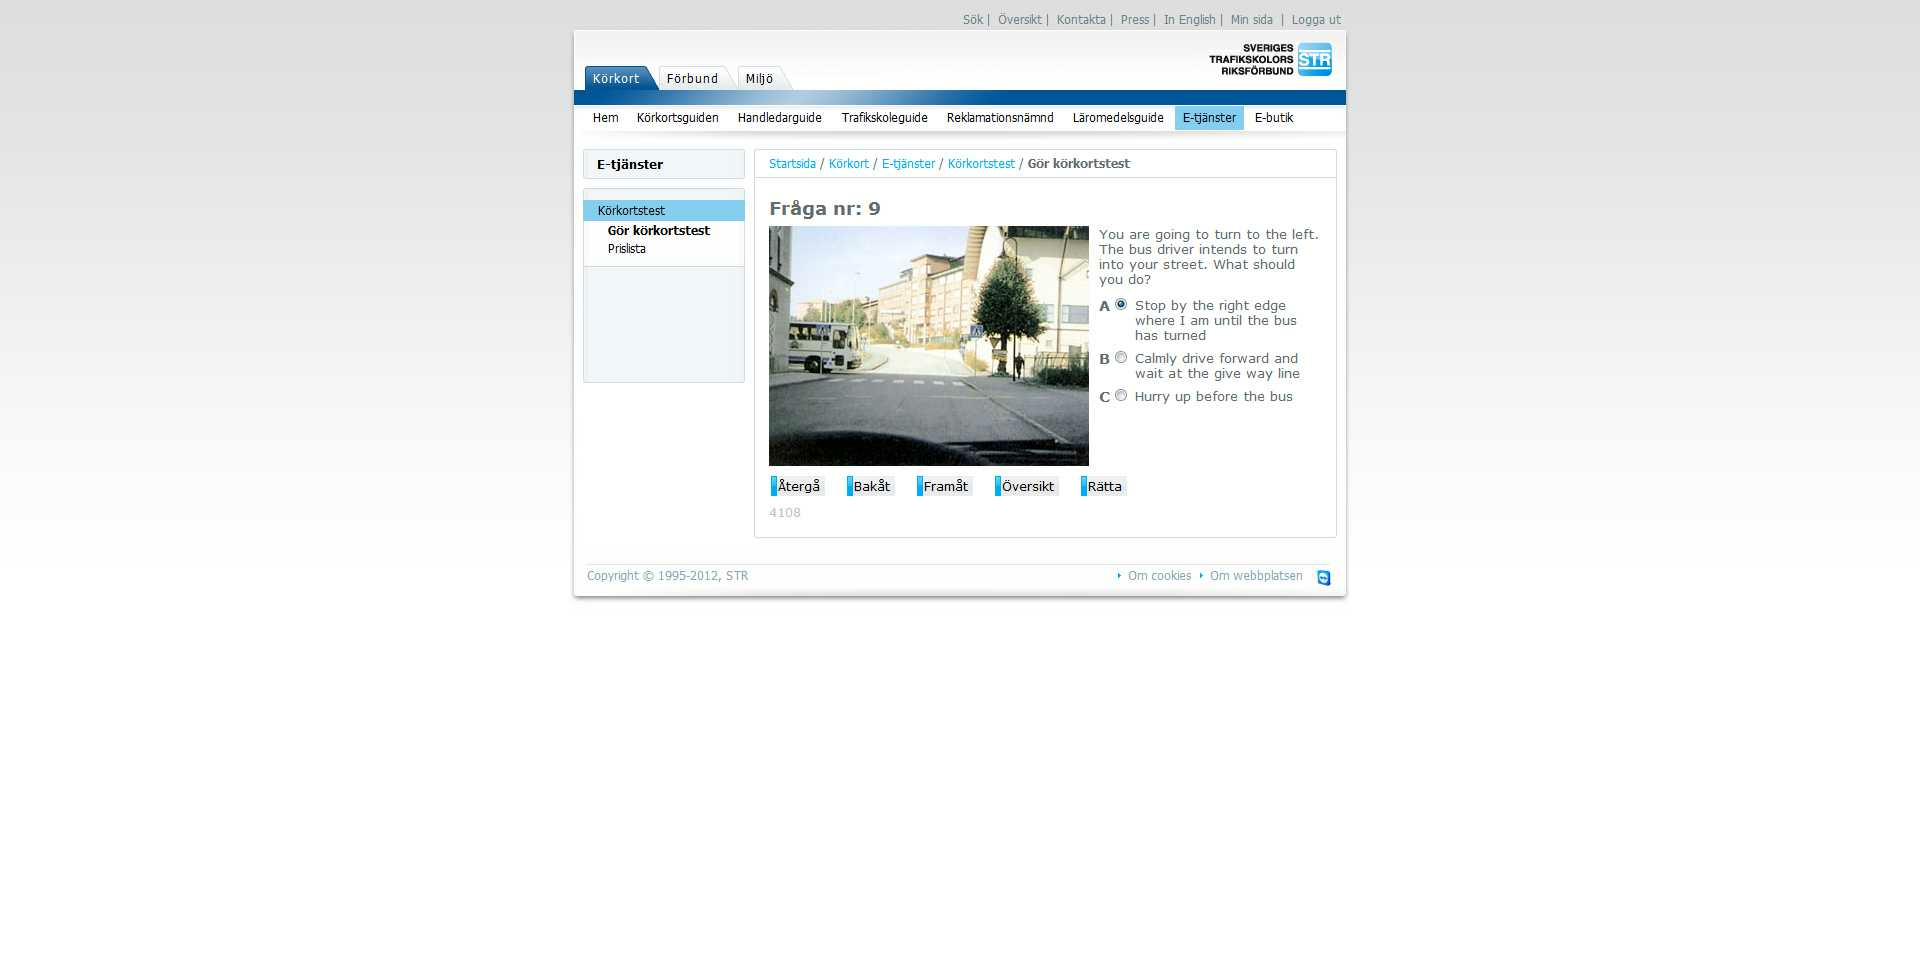 Sök | Översikt | Kontakta | Press | In English | Min sida | Logga ut
SVERIGES
TRAFIKSKOLORS
RIKSFÖRBUND
STR
Körkort Förbund Miljö
Hem Körkortsguiden Handledarguide Trafikskoleguide Reklamationsnämnd Läromedelsguide E-tjänster E-butik
E-tjänster
Körkortstest
Gör körkortstest
Prislista
Startsida / Körkort / E-tjänster / Körkortstest / Gör körkortstest
Fråga nr: 9
You are going to turn to the left.
The bus driver intends to turn
into your street. What should
you do?
A Stop by the right edge
where I am until the bus
has turned
B Calmly drive forward and
wait at the give way line
C Hurry up before the bus
Återgå Bakåt Framåt Översikt Rätta
4108
Copyright © 1995-2012, STR
Om cookies Om webbplatsen